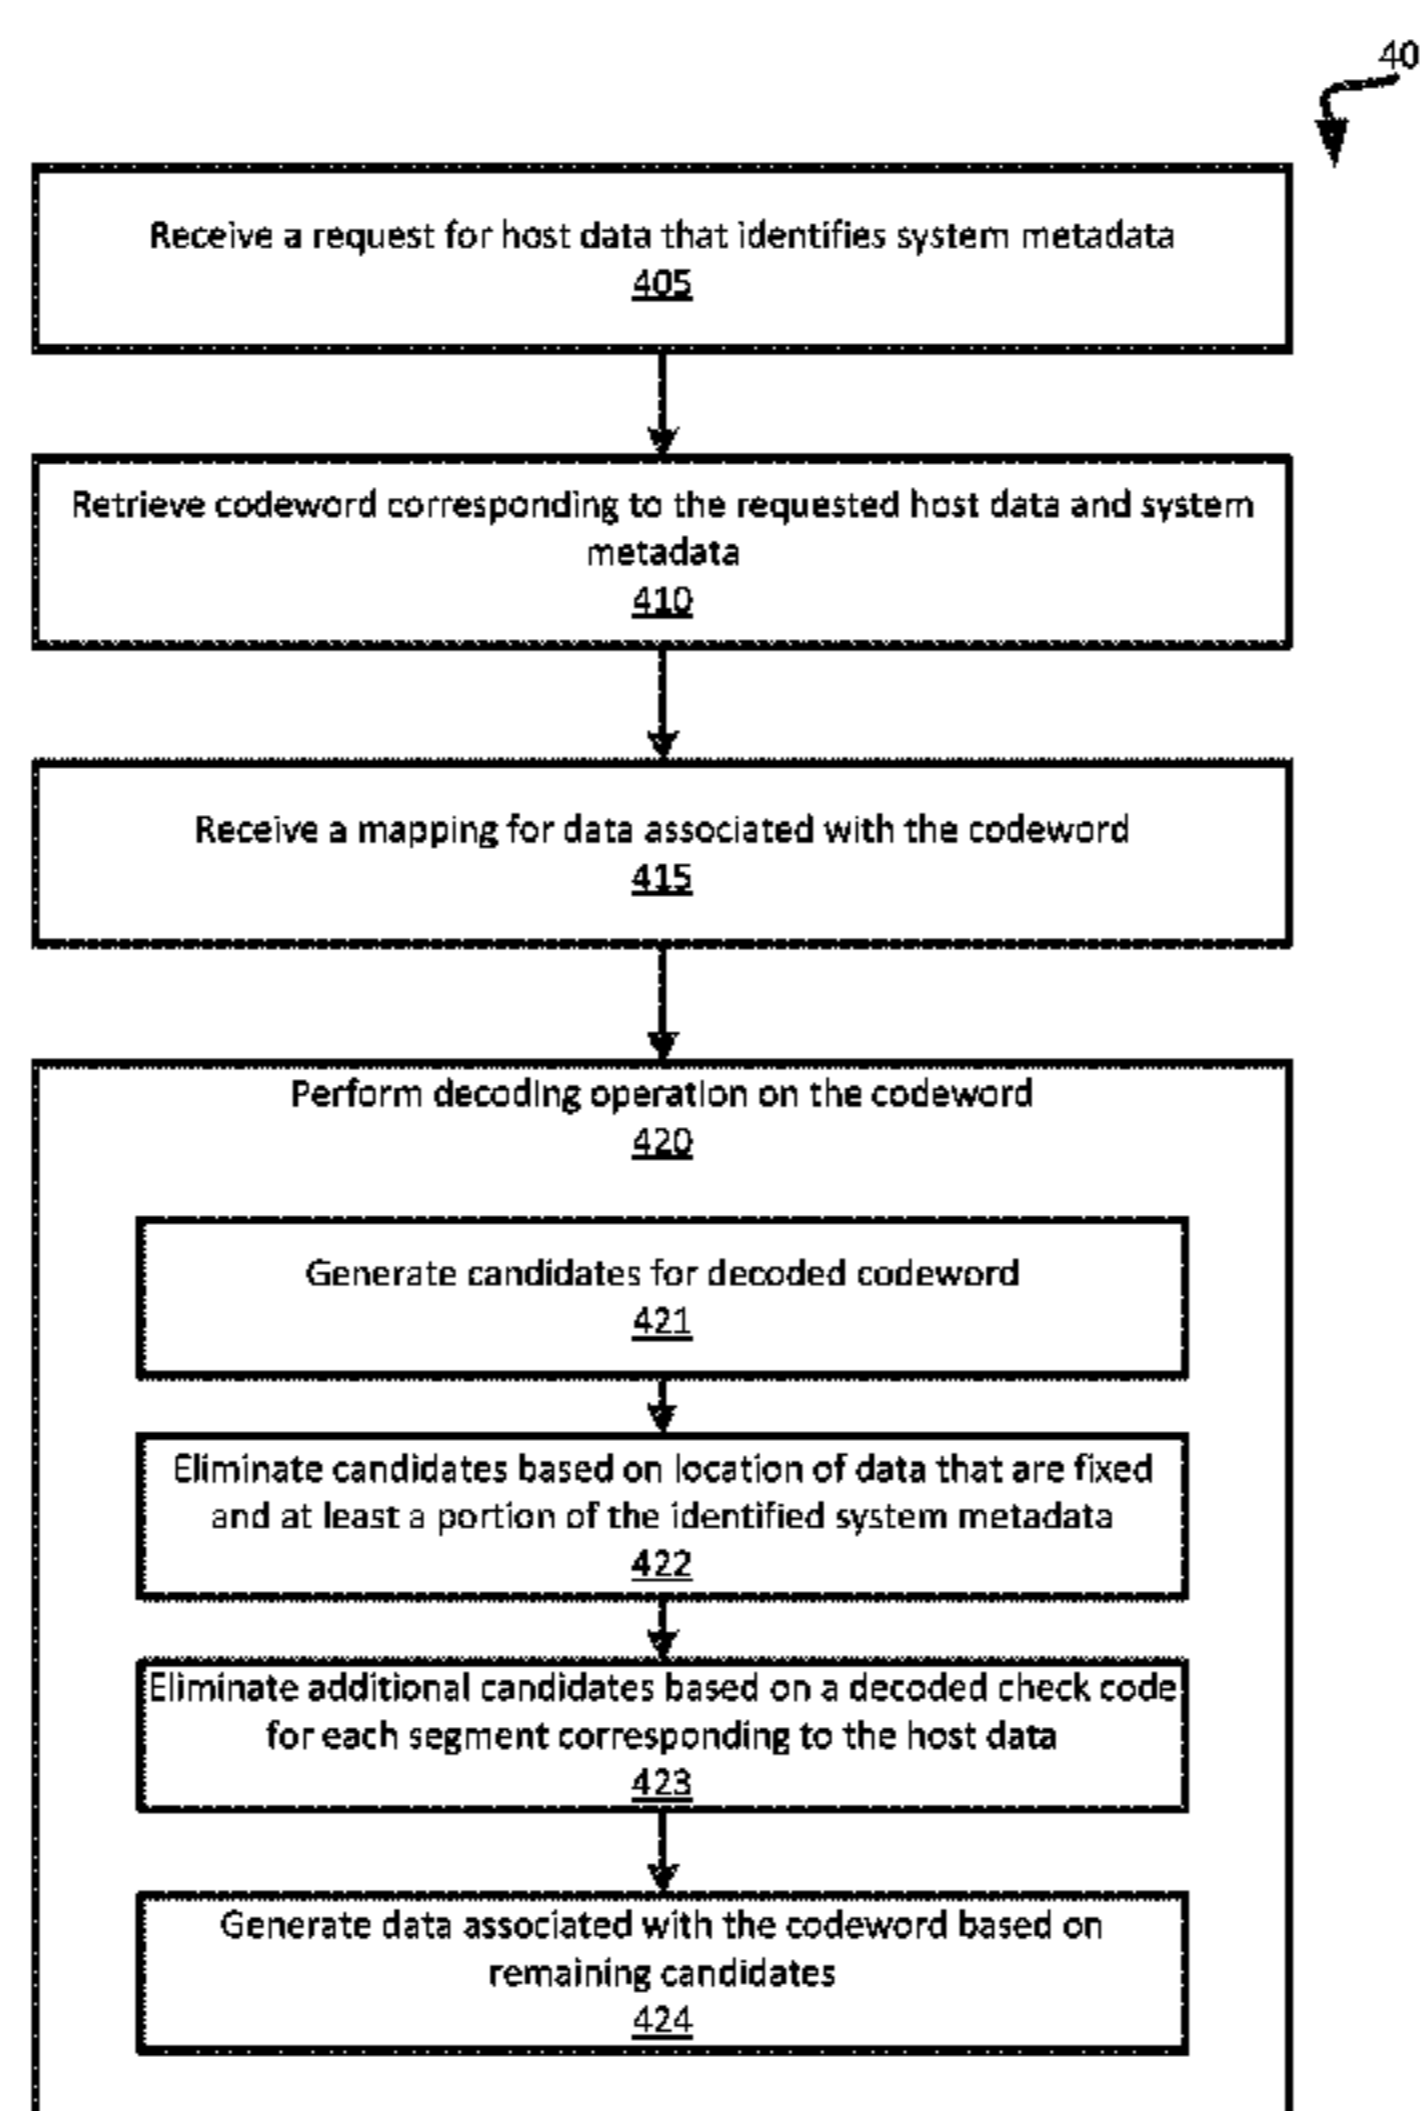 40
Receive a request for host data that identifies system metadata
405
Retrieve codeword corresponding to the requested host data and system
metadata
410
Receive a mapping for data associated with the codeword
415
Perform decoding operation on the codeword
420
Generate candidates for decoded codeword
421
Eliminate candidates based on location of data that are fixed
and at least a portion of the identified system metadata
422
Eliminate additional candidates based on a decoded check code
for each segment corresponding to the host data
423
Generate data associated with the codeword based on
remaining candidates
424